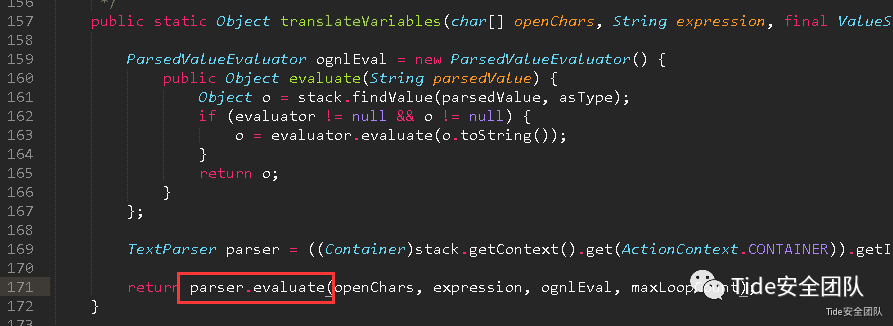 156 */
157 public static Object translateVariables(char[] openChars, String expression, final ValueS
158
159 ParsedValueEvaluator ognlEval = new ParsedValueEvaluator() {
160 public Object evaluate(String parsedValue) {
161 Object o = stack.findValue(parsedValue, asType);
162 if (evaluator != null && o != null) {
163 o = evaluator.evaluate(o.toString());
164 }
165 return o;
166 }
167 };
168
169 TextParser parser = ((Container)stack.getContext().get(ActionContext.CONTAINER)).getI
170
171 return parser.evaluate(openChars, expression, ognlEval, maxLoopCount);
172 }
173
Tide安全团队
Tide安全团队